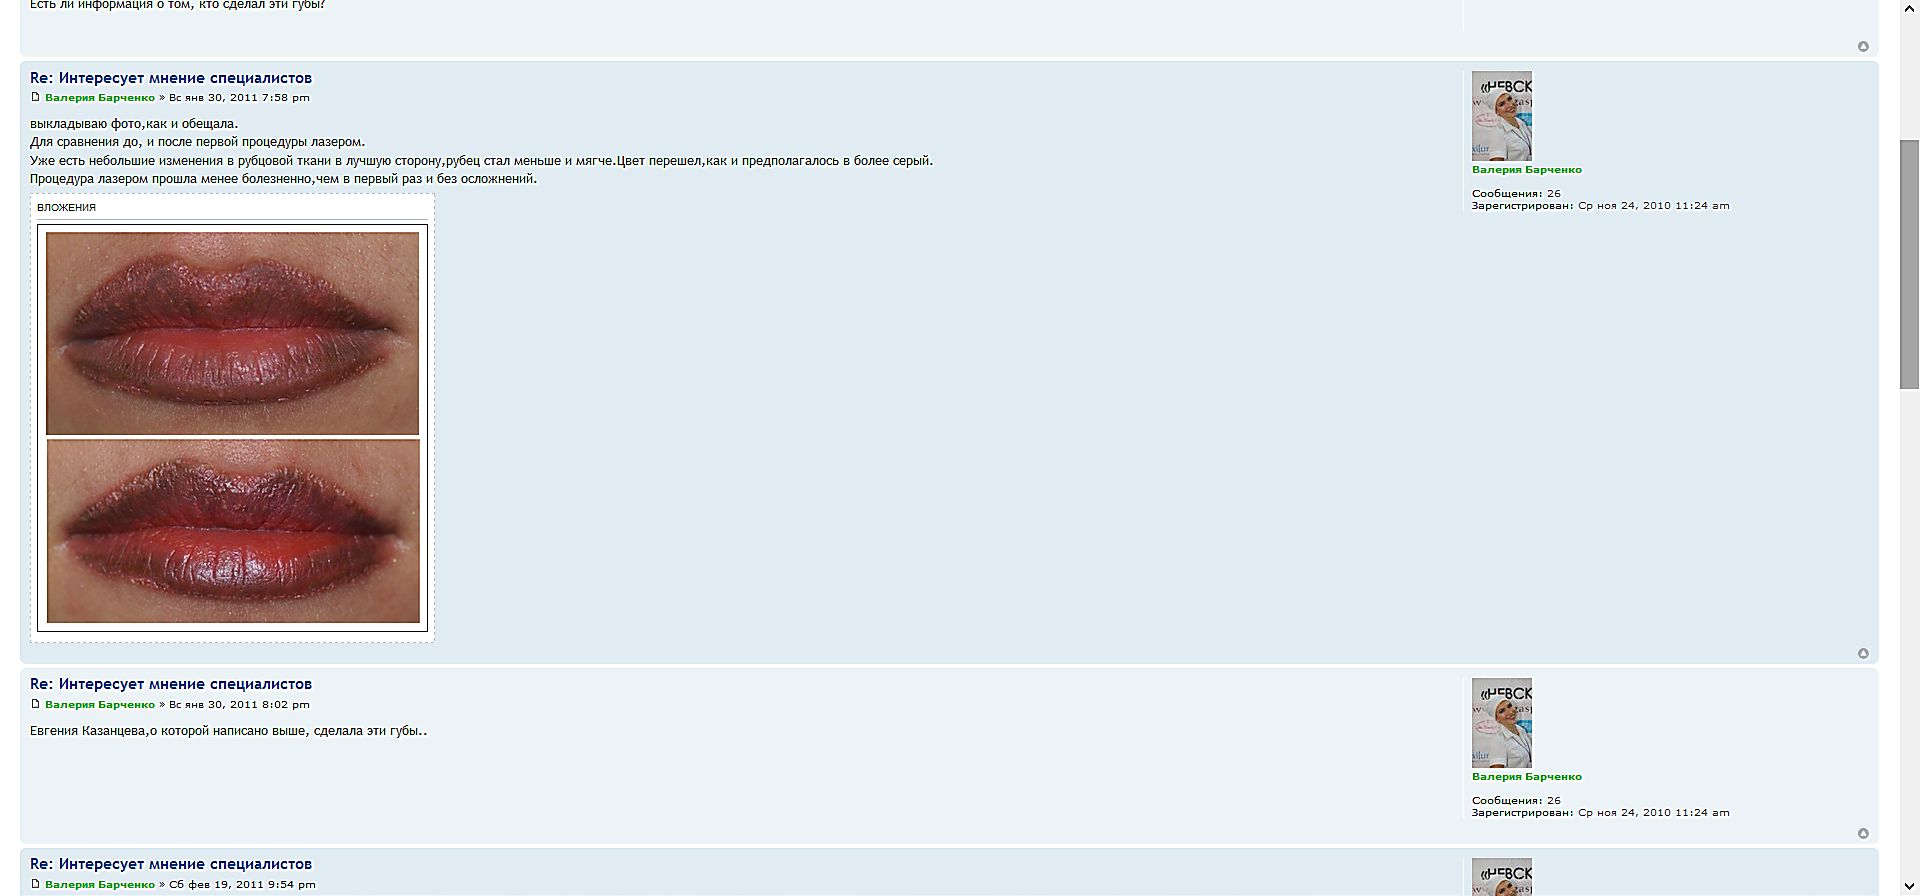 Есть ли информация о том, кто сделал эти губы?
Re: Интересует мнение специалистов
Валерия Барченко » Вс янв 30, 2011 7:58 pm
выкладываю фото,как и обещала.
Для сравнения до, и после первой процедуры лазером.
Уже есть небольшие изменения в рубцовой ткани в лучшую сторону,рубец стал меньше и мягче.Цвет перешел,как и предполагалось в более серый.
Процедура лазером прошла менее болезненно,чем в первый раз и без осложнений.
ВЛОЖЕНИЯ
«НЕВСК
Валерия Барченко
Сообщения: 26
Зарегистрирован: Ср ноя 24, 2010 11:24 am
Re: Интересует мнение специалистов
Валерия Барченко » Вс янв 30, 2011 8:02 pm
Евгения Казанцева,о которой написано выше, сделала эти губы..
«НЕВСК
Валерия Барченко
Сообщения: 26
Зарегистрирован: Ср ноя 24, 2010 11:24 am
Re: Интересует мнение специалистов
Валерия Барченко » Сб фев 19, 2011 9:54 pm
«НЕВСК